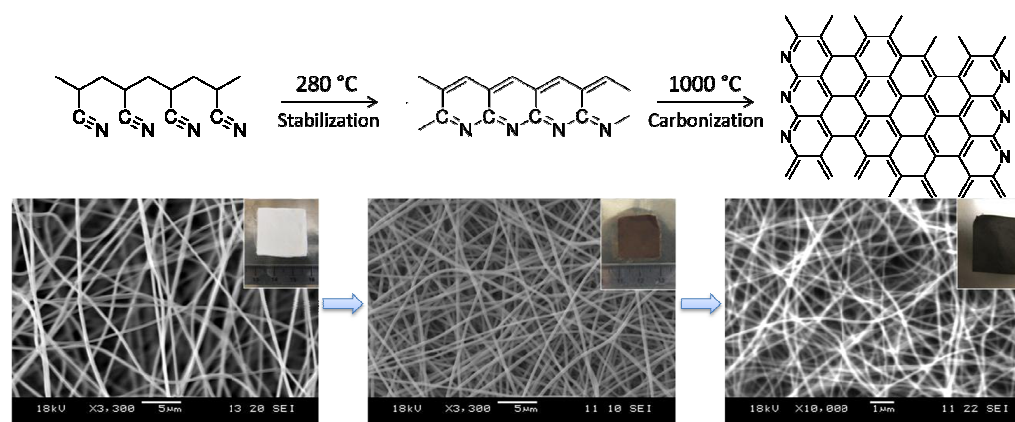 280 °C
Stabilization
1000 °C
Carbonization
C≡N C≡N C≡N C≡N
C N C N C N C N
N
N
N
N
N
N
18kV X3,300 5µm 13 20 SEI
18kV X3,300 5µm 11 10 SEI
18kV X10,000 1µm 11 22 SEI